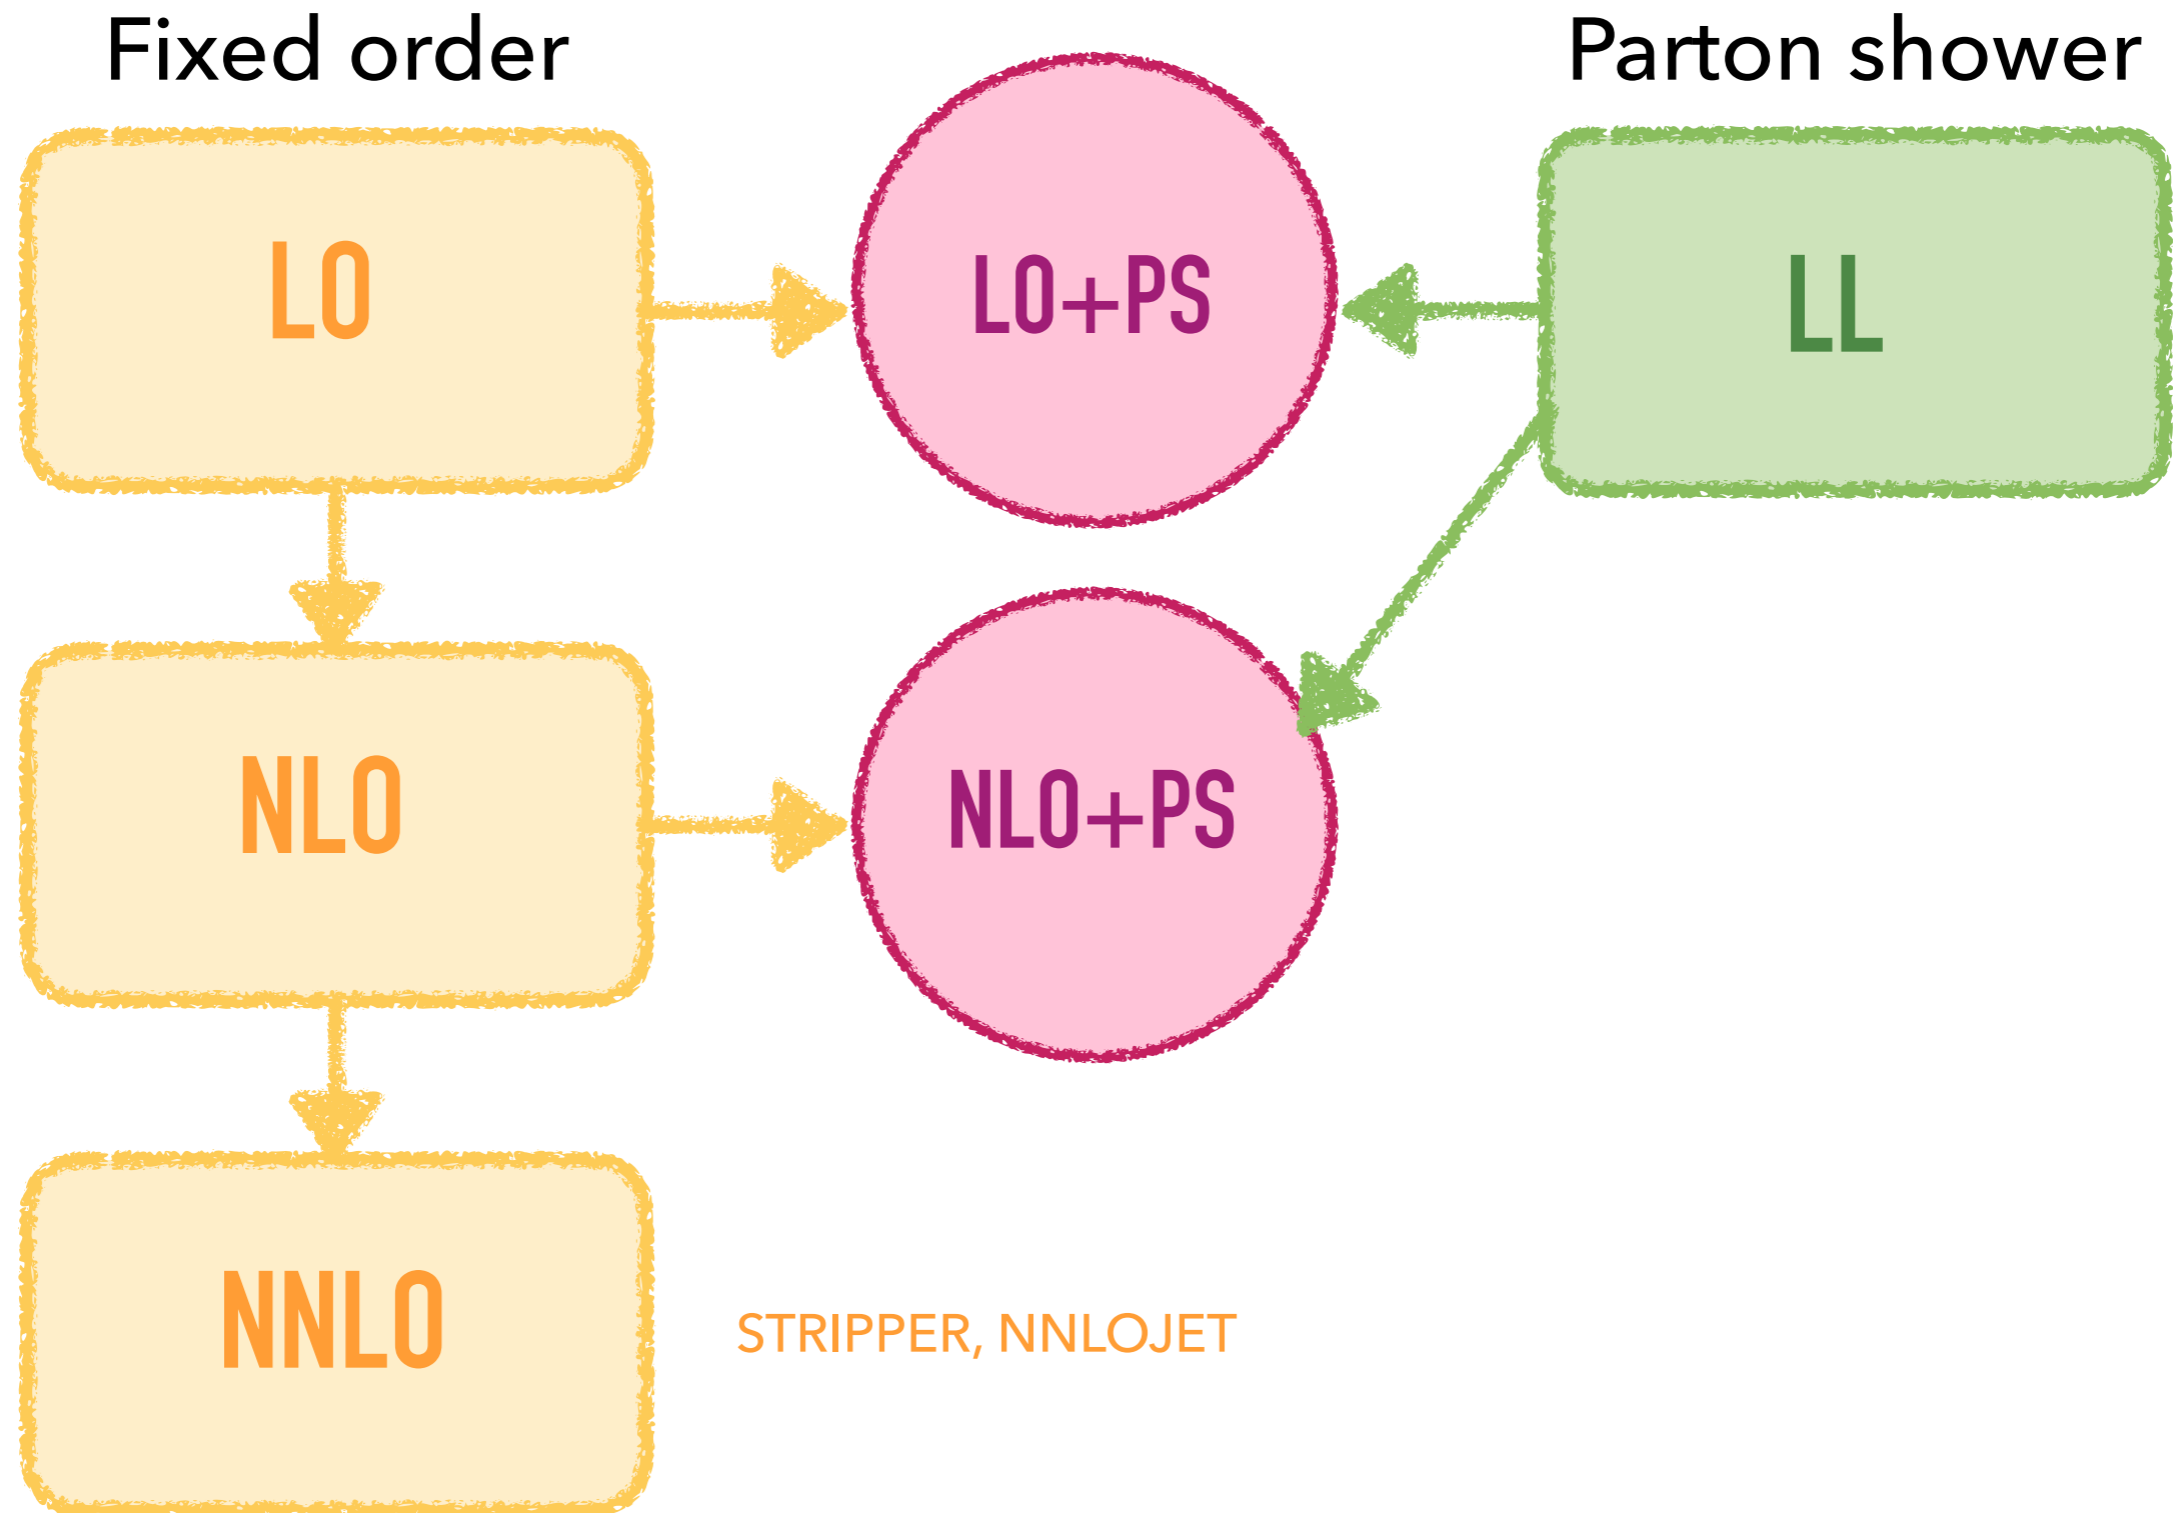 Fixed order
Parton shower
LO
LO+PS
LL
NLO
NLO+PS
NNLO
STRIPPER, NNLOJET